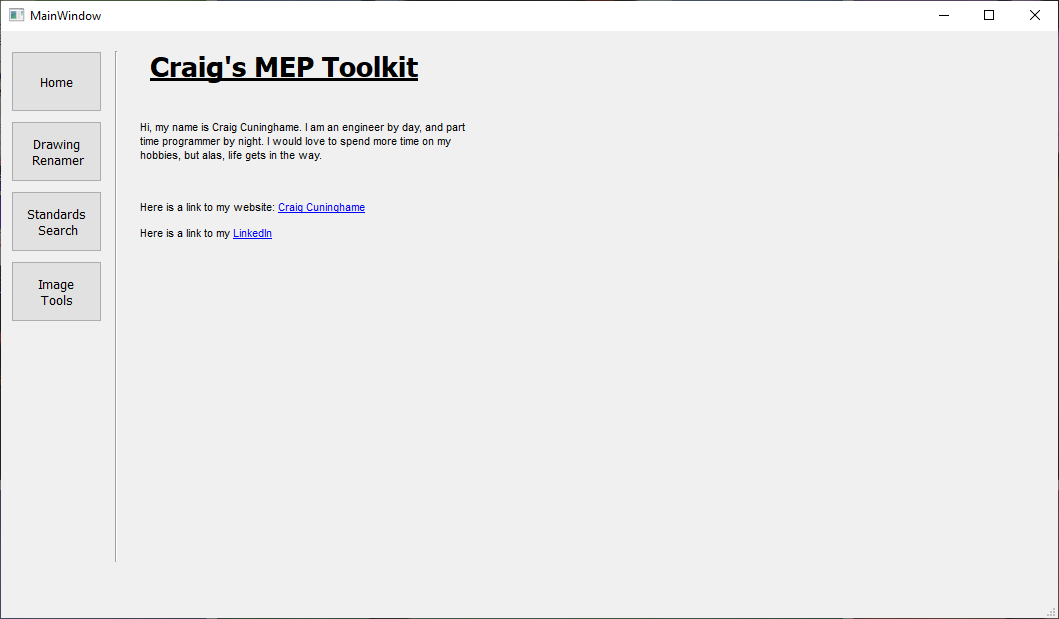 MainWindow
Home
Drawing
Renamer
Standards
Search
Image
Tools
Craig's MEP Toolkit
Hi, my name is Craig Cuninghame. I am an engineer by day, and part
time programmer by night. I would love to spend more time on my
hobbies, but alas, life gets in the way.
Here is a link to my website: Craig Cuninghame
Here is a link to my LinkedIn